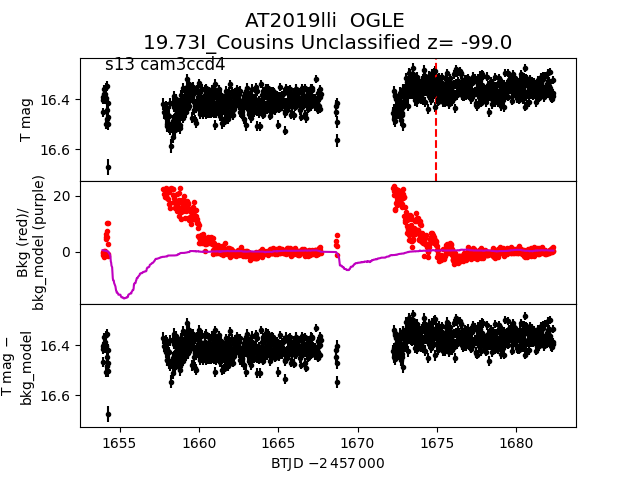 AT2019lli  OGLE
19.73I_Cousins Unclassified z= -99.0
s13 cam3ccd4
T mag
16.4
16.6
Bkg (red)/
bkg_model (purple)
20
0
T mag −
bkg_model
16.4
16.6
1655
1660
1665
1670
1675
1680
BTJD −2 457 000